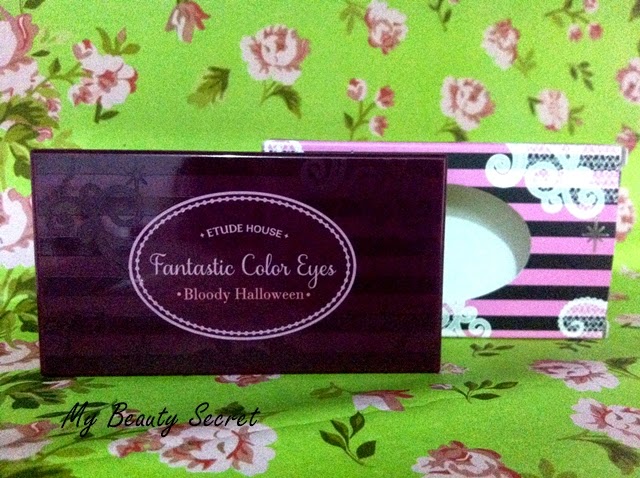 • ETUDE HOUSE •
Fantastic Color Eyes
• Bloody Halloween •
My Beauty Secret